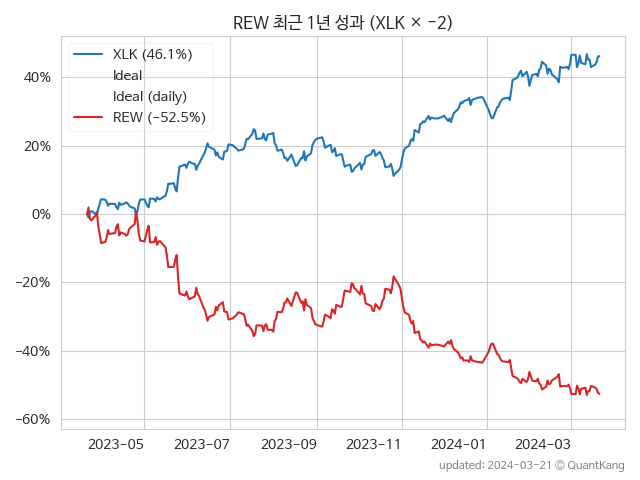 REW 최근 1년 성과 (XLK × −2)
XLK (46.1%)
Ideal
Ideal (daily)
REW (−52.5%)
40%
20%
0%
−20%
−40%
−60%
2023−05
2023−07
2023−09
2023−11
2024−01
2024−03
updated: 2024−03−21 © QuantKang